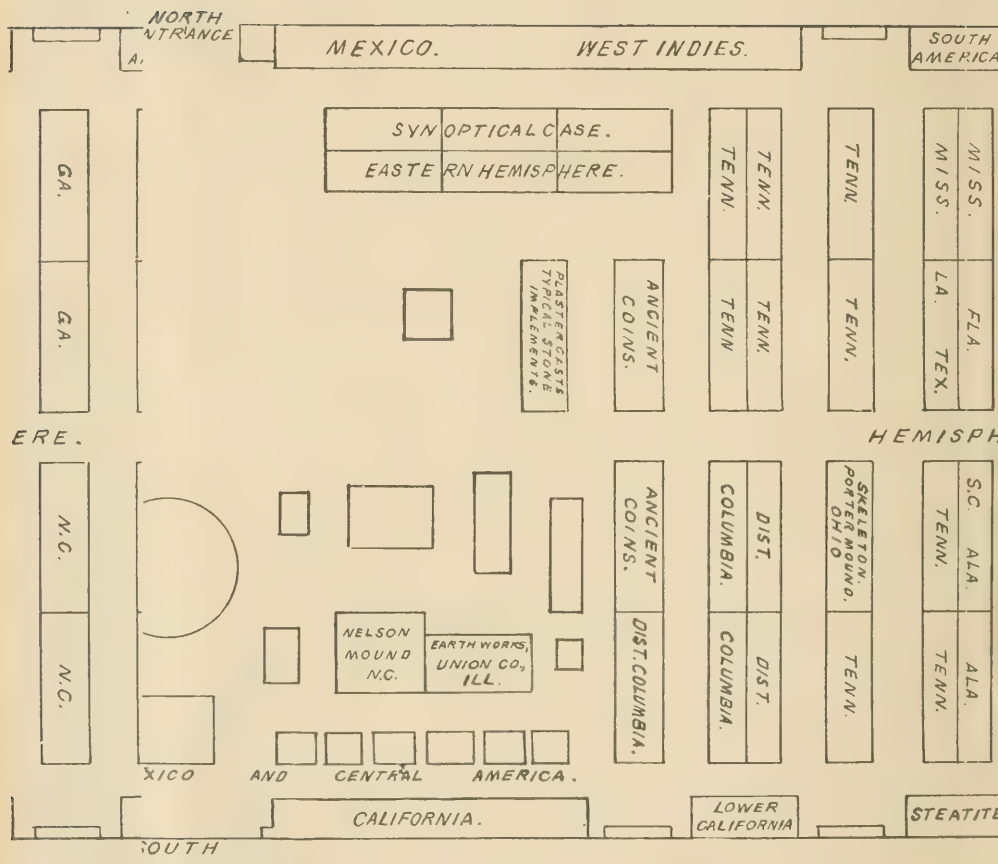 NORTH
NTRANCE
A.
MEXICO. WEST INDIES.
SOUTH
AMERICA
SYNOPTICAL CASE.
EASTERN HEMISPHERE.
GA.
GA.
PLASTER CASTS
TYPICAL STONE
IMPLEMENTS.
ANCIENT
COINS.
TENN.
TENN.
TENN
TENN.
TENN.
TENN.
MISS.
MISS.
LA. TEX.
FLA.
ERE.
HEMISPH
N.C.
N.C.
NELSON
MOUND
N.C.
EARTH WORKS,
UNION CO.,
ILL.
ANCIENT
COINS.
DIST. COLUMBIA.
DIST.
COLUMBIA.
DIST.
COLUMBIA.
SKELETON.
PORTER MOUND,
OHIO
TENN.
S.C. ALA.
TENN.
ALA.
TENN.
XICO AND CENTRAL AMERICA.
CALIFORNIA.
LOWER
CALIFORNIA
STEATITE
SOUTH